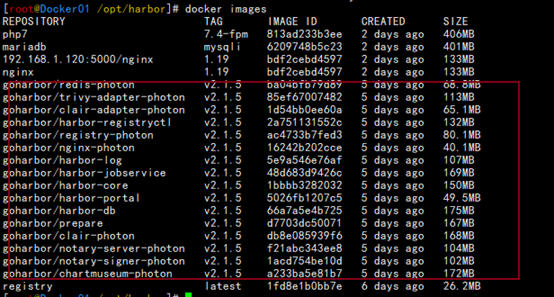 [root@Docker01 /opt/harbor]# docker images
REPOSITORY TAG IMAGE ID CREATED SIZE
php7 7.4-fpm 813ad233b3ee 2 days ago 406MB
mariadb mysqli 6209748b5c23 2 days ago 401MB
192.168.1.120:5000/nginx 1.19 bdf2cebd4597 2 days ago 133MB
nginx 1.19 bdf2cebd4597 2 days ago 133MB
goharbor/redis-photon v2.1.5 ba04bfb79d89 5 days ago 68.8MB
goharbor/trivy-adapter-photon v2.1.5 85ef67007482 5 days ago 113MB
goharbor/clair-adapter-photon v2.1.5 1d54bb0ee60a 5 days ago 65.1MB
goharbor/harbor-registryctl v2.1.5 2a751131552c 5 days ago 132MB
goharbor/registry-photon v2.1.5 ac4733b7fed3 5 days ago 80.1MB
goharbor/nginx-photon v2.1.5 16242b202cce 5 days ago 40.1MB
goharbor/harbor-log v2.1.5 5e9a546e76af 5 days ago 107MB
goharbor/harbor-jobservice v2.1.5 48d683d9426c 5 days ago 169MB
goharbor/harbor-core v2.1.5 1bbbb3282032 5 days ago 150MB
goharbor/harbor-portal v2.1.5 5026fb1207c5 5 days ago 49.5MB
goharbor/harbor-db v2.1.5 66a7a5e4b725 5 days ago 175MB
goharbor/prepare v2.1.5 d7703dc50071 5 days ago 167MB
goharbor/clair-photon v2.1.5 db8e085939f6 5 days ago 168MB
goharbor/notary-server-photon v2.1.5 f21abc343ee8 5 days ago 104MB
goharbor/notary-signer-photon v2.1.5 1acd754be10d 5 days ago 102MB
goharbor/chartmuseum-photon v2.1.5 a233ba5e81b7 5 days ago 172MB
registry latest 1fd8e1b0bb7e 6 days ago 26.2MB